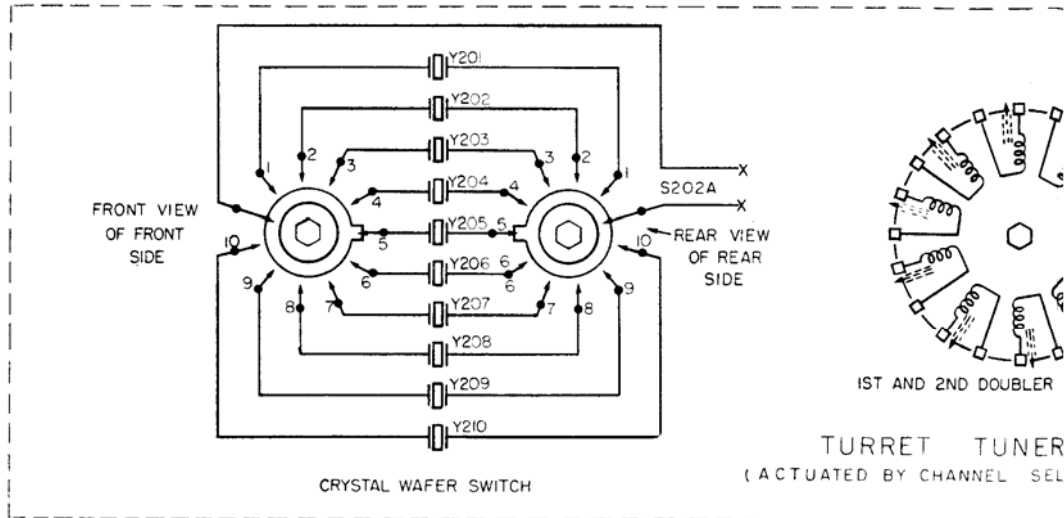 Y201
Y202
Y203
Y204
Y205
Y206
Y207
Y208
Y209
Y210
1
2
3
4
5
6
7
8
9
10
3
2
1
4
5
6
6
7
8
9
10
FRONT VIEW
OF FRONT
SIDE
X
S202A
X
REAR VIEW
OF REAR
SIDE
CRYSTAL WAFER SWITCH
1ST AND 2ND DOUBLER
TURRET TUNER
(ACTUATED BY CHANNEL SEL